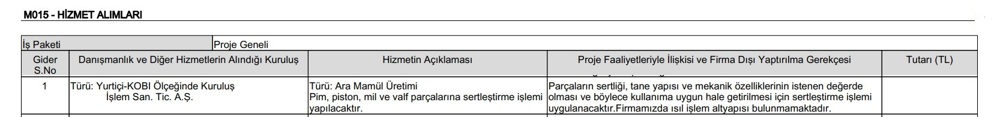 M015 - HİZMET ALIMLARI
İş Paketi Proje Geneli
Gider S.No Danışmanlık ve Diğer Hizmetlerin Alındığı Kuruluş Hizmetin Açıklaması Proje Faaliyetleriyle İlişkisi ve Firma Dışı Yaptırılma Gerekçesi Tutarı (TL)
1 Türü: Yurtiçi-KOBI Ölçeğinde Kuruluş
İşlem San. Tic. A.Ş.
Türü: Ara Mamül Üretimi
Pim, piston, mil ve valf parçalarına sertleştirme işlemi
yapılacaktır.
Parçaların sertliği, tane yapısı ve mekanik özelliklerinin istenen değerde
olması ve böylece kullanıma uygun hale getirilmesi için sertleştirme işlemi
uygulanacaktır.Firmamızda ısıl işlem altyapısı bulunmamaktadır.